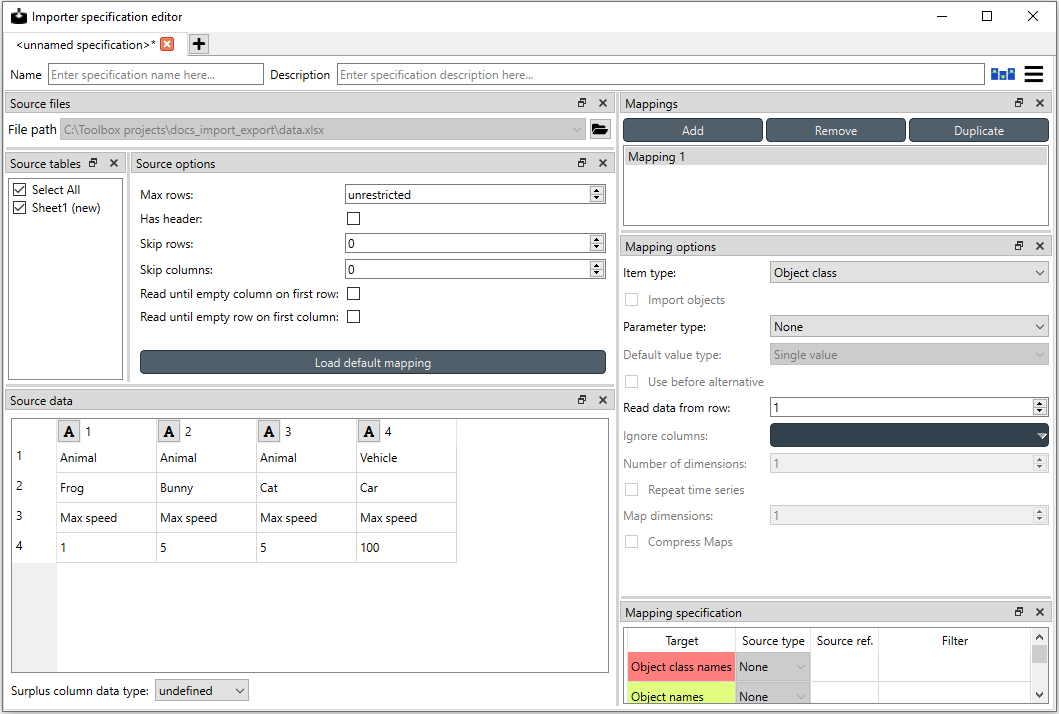 Importer specification editor
<unnamed specification>*
Name Enter specification name here... Description Enter specification description here...
Source files
File path C:\Toolbox projects\docs_import_export\data.xlsx
Source tables
Select All
Sheet1 (new)
Source options
Max rows: unrestricted
Has header:
Skip rows: 0
Skip columns: 0
Read until empty column on first row:
Read until empty row on first column:
Load default mapping
Source data
A 1 A 2 A 3 A 4
1 Animal Animal Animal Vehicle
2 Frog Bunny Cat Car
3 Max speed Max speed Max speed Max speed
4 1 5 5 100
Surplus column data type: undefined
Mappings
Add Remove Duplicate
Mapping 1
Mapping options
Item type: Object class
Import objects
Parameter type: None
Default value type: Single value
Use before alternative
Read data from row: 1
Ignore columns:
Number of dimensions: 1
Repeat time series
Map dimensions: 1
Compress Maps
Mapping specification
Target Source type Source ref. Filter
Object class names None
Object names None